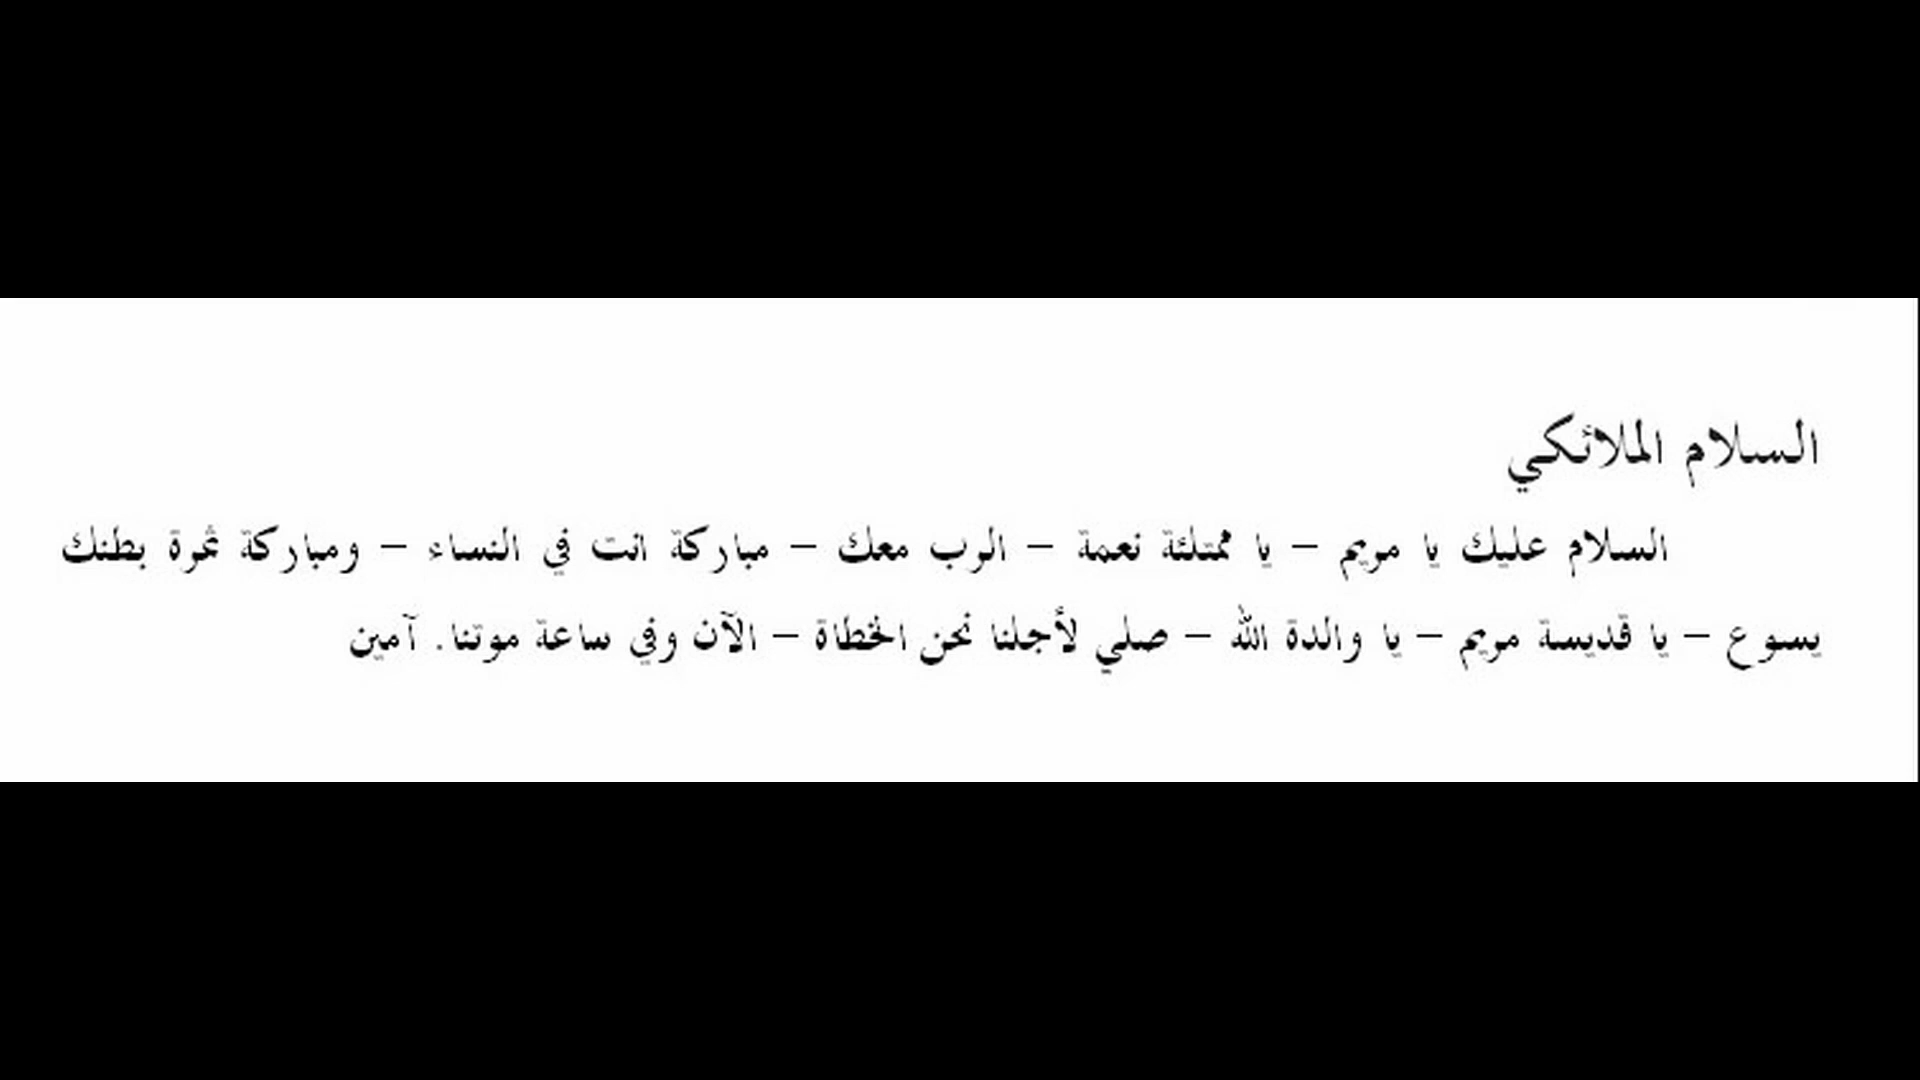 السلام الملائكي
السلام عليك يا مريم – يا ممتلئة نعمة – الرب معك – مباركة انت في النساء – ومباركة ثمرة بطنك
يسوع – يا قديسة مريم – يا والدة الله – صلي لأجلنا نحن الخطاة – الآن وفي ساعة موتنا. آمين